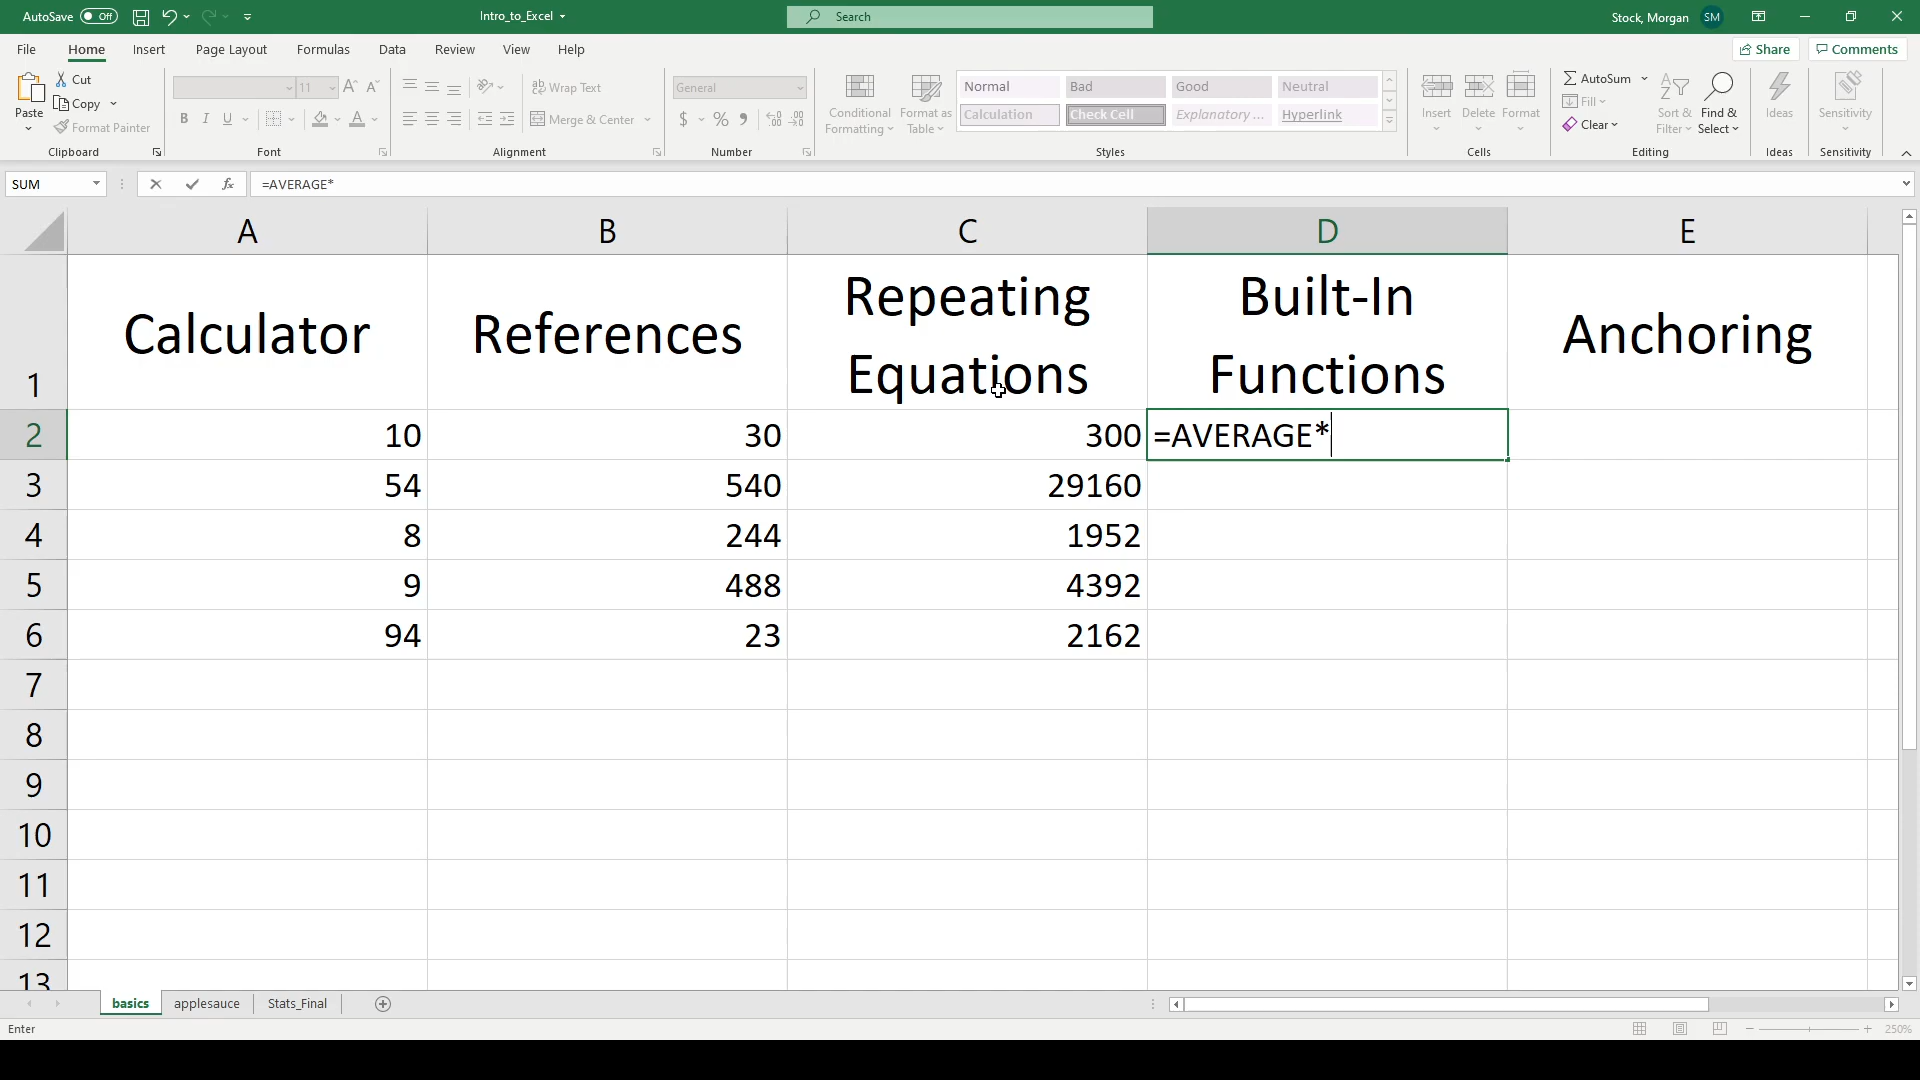 AutoSave Off Intro_to_Excel Search Stock, Morgan SM
File Home Insert Page Layout Formulas Data Review View Help Share Comments
Paste Cut Copy Format Painter
Clipboard
11
Font
Wrap Text
Merge & Center
Alignment
General
$ % 9
Number
Conditional Formatting
Format as Table
Normal Bad Good Neutral
Calculation Check Cell Explanatory ... Hyperlink
Styles
Insert Delete Format
Cells
AutoSum
Fill
Clear
Sort & Filter
Find & Select
Editing
Ideas
Ideas
Sensitivity
Sensitivity
SUM fx =AVERAGE*
A B C D E
1 Calculator References Repeating Equations Built-In Functions Anchoring
2 10 30 300 =AVERAGE*
3 54 540 29160
4 8 244 1952
5 9 488 4392
6 94 23 2162
7
8
9
10
11
12
13
basics applesauce Stats_Final
Enter 250%